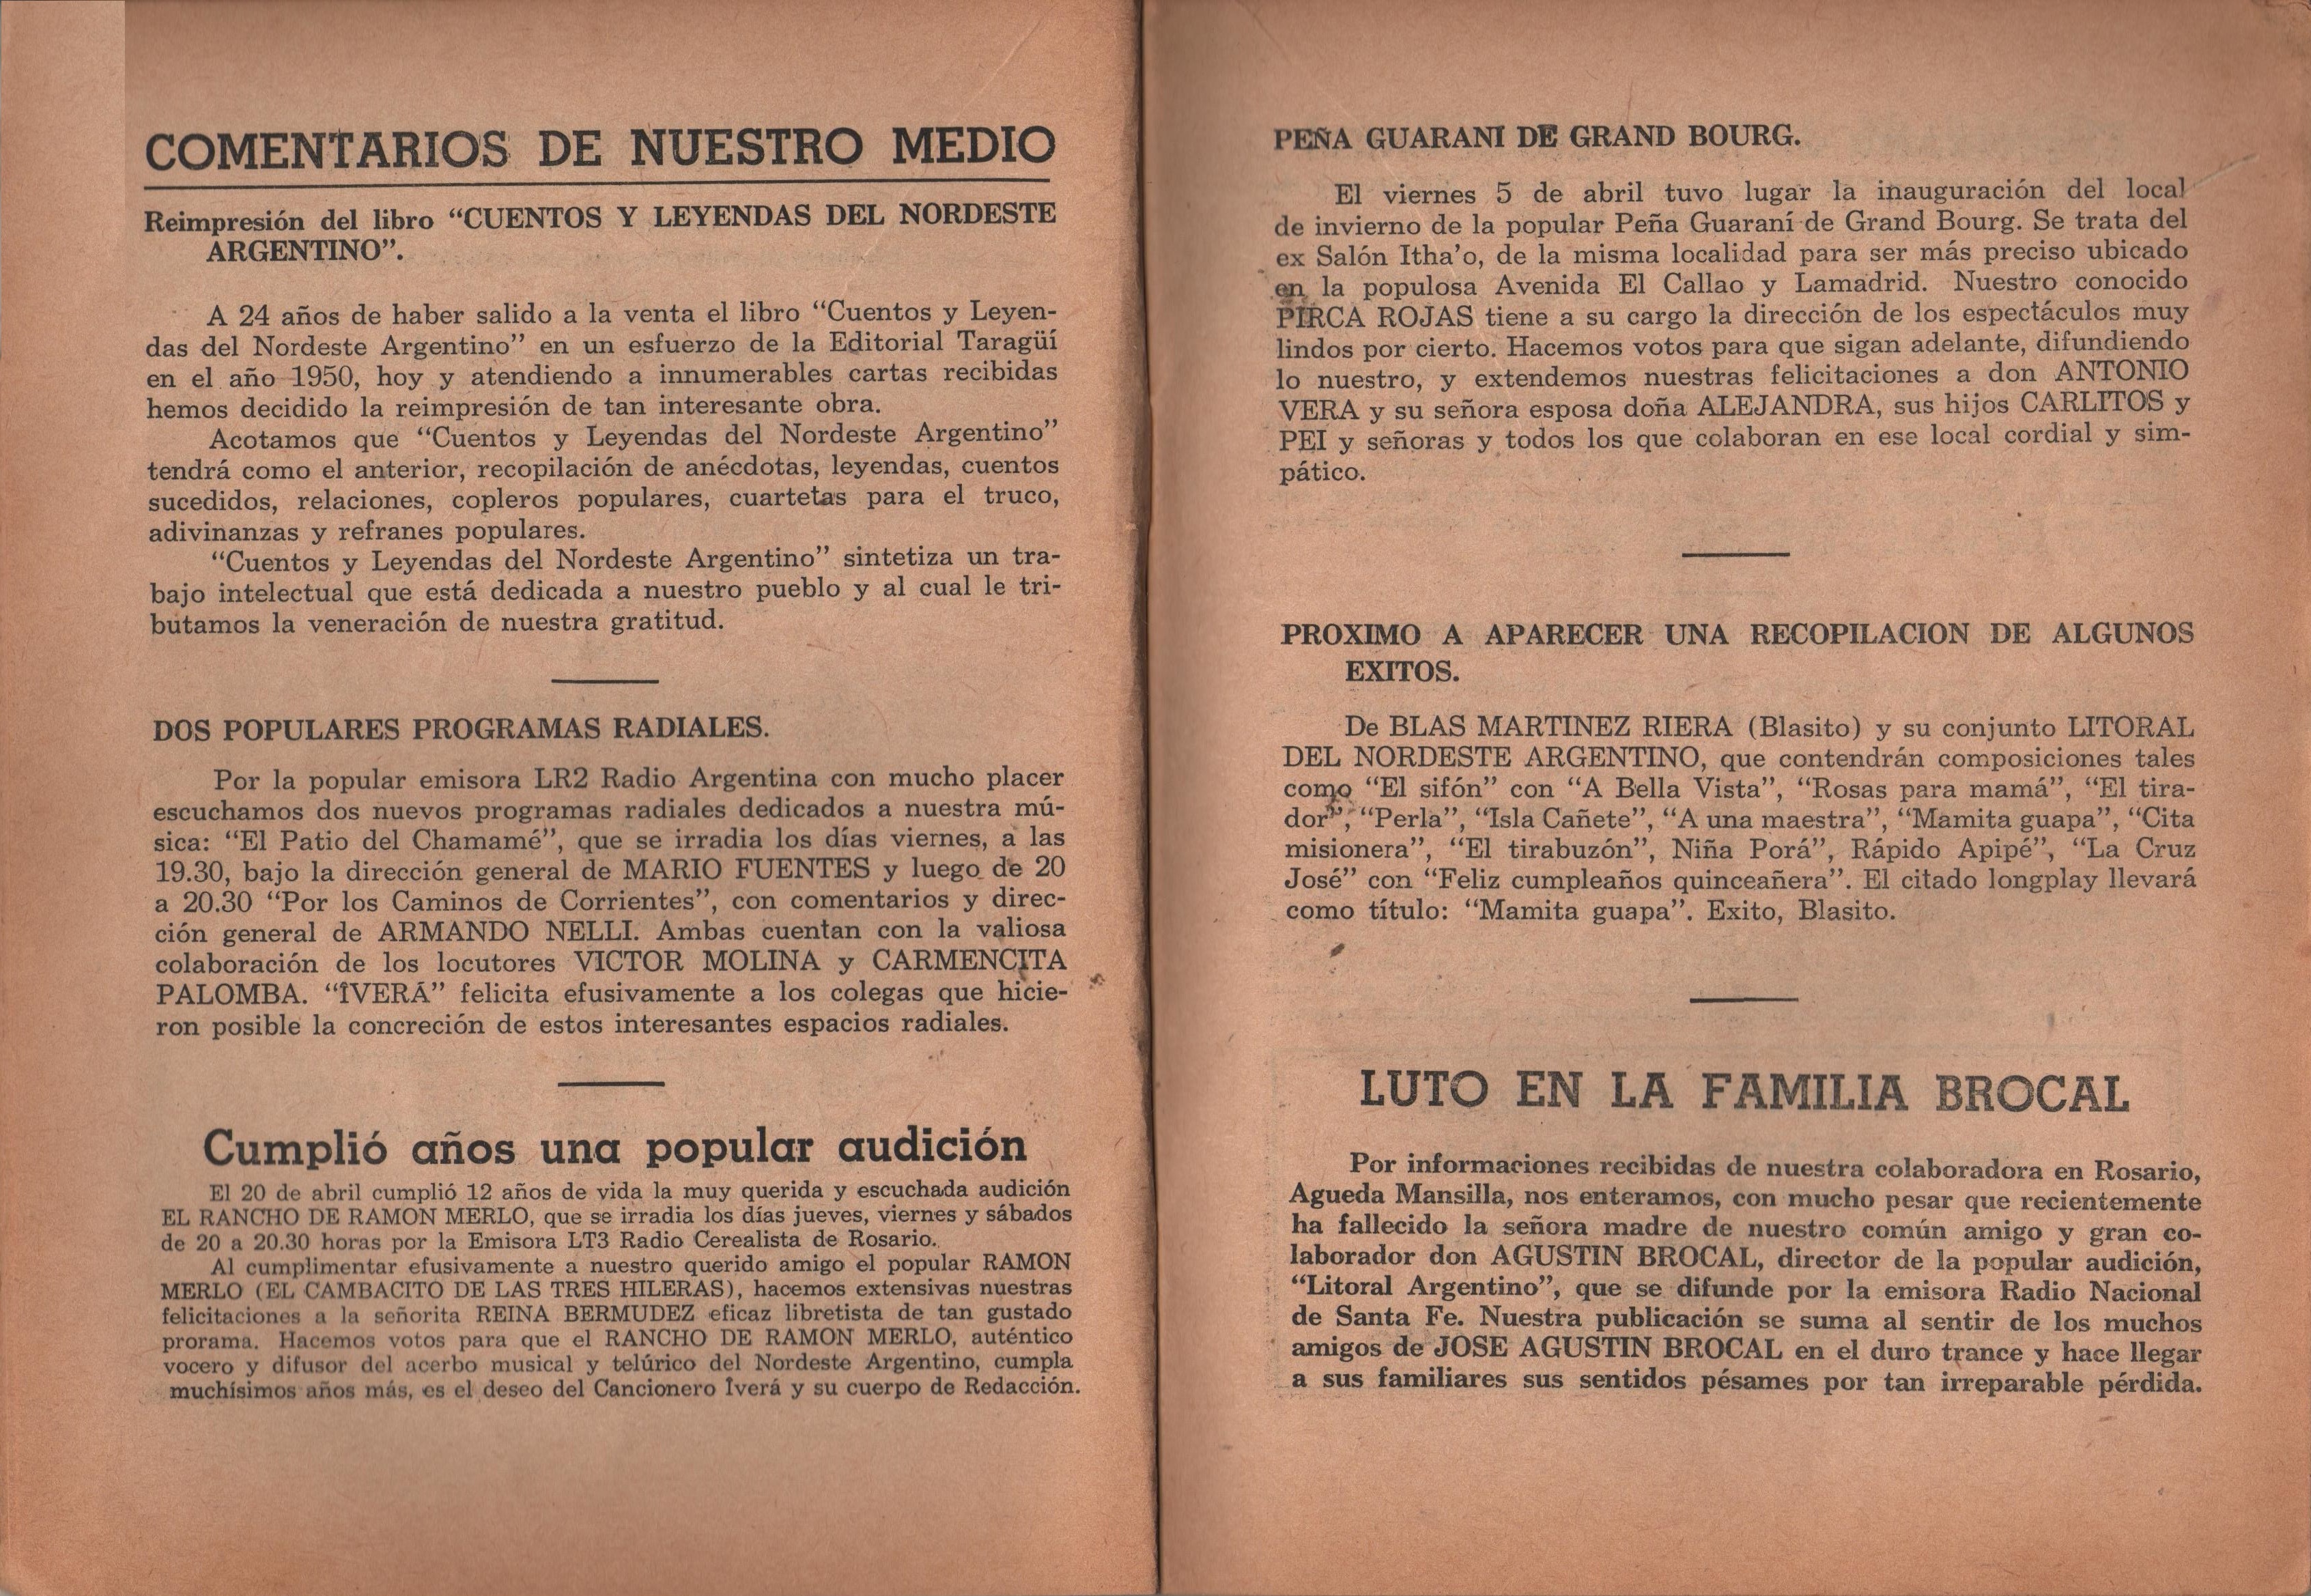 COMENTARIOS DE NUESTRO MEDIO
Reimpresión del libro “CUENTOS Y LEYENDAS DEL NORDESTE
ARGENTINO”.
A 24 años de haber salido a la venta el libro “Cuentos y Leyen-
das del Nordeste Argentino” en un esfuerzo de la Editorial Taragüí
en el año 1950, hoy y atendiendo a innumerables cartas recibidas
hemos decidido la reimpresión de tan interesante obra.
Acotamos que “Cuentos y Leyendas del Nordeste Argentino”
tendrá como el anterior, recopilación de anécdotas, leyendas, cuentos
sucedidos, relaciones, copleros populares, cuartetas para el truco,
adivinanzas y refranes populares.
“Cuentos y Leyendas del Nordeste Argentino” sintetiza un tra-
bajo intelectual que está dedicada a nuestro pueblo y al cual le tri-
butamos la veneración de nuestra gratitud.
DOS POPULARES PROGRAMAS RADIALES.
Por la popular emisora LR2 Radio Argentina con mucho placer
escuchamos dos nuevos programas radiales dedicados a nuestra mú-
sica: “El Patio del Chamamé”, que se irradia los días viernes, a las
19.30, bajo la dirección general de MARIO FUENTES y luego de 20
a 20.30 “Por los Caminos de Corrientes”, con comentarios y direc-
ción general de ARMANDO NELLI. Ambas cuentan con la valiosa
colaboración de los locutores VICTOR MOLINA y CARMENCITA
PALOMBA. “ÎVERÁ” felicita efusivamente a los colegas que hicie-
ron posible la concreción de estos interesantes espacios radiales.
Cumplió años una popular audición
El 20 de abril cumplió 12 años de vida la muy querida y escuchada audición
EL RANCHO DE RAMON MERLO, que se irradia los días jueves, viernes y sábados
de 20 a 20.30 horas por la Emisora LT3 Radio Cerealista de Rosario.
Al cumplimentar efusivamente a nuestro querido amigo el popular RAMON
MERLO (EL CAMBACITO DE LAS TRES HILERAS), hacemos extensivas nuestras
felicitaciones a la señorita REINA BERMUDEZ eficaz libretista de tan gustado
prorama. Hacemos votos para que el RANCHO DE RAMON MERLO, auténtico
vocero y difusor del acerbo musical y telúrico del Nordeste Argentino, cumpla
muchísimos años más, es el deseo del Cancionero Îverá y su cuerpo de Redacción.
PEÑA GUARANI DE GRAND BOURG.
El viernes 5 de abril tuvo lugar la inauguración del local
de invierno de la popular Peña Guaraní de Grand Bourg. Se trata del
ex Salón Itha’o, de la misma localidad para ser más preciso ubicado
en la populosa Avenida El Callao y Lamadrid. Nuestro conocido
PIRCA ROJAS tiene a su cargo la dirección de los espectáculos muy
lindos por cierto. Hacemos votos para que sigan adelante, difundiendo
lo nuestro, y extendemos nuestras felicitaciones a don ANTONIO
VERA y su señora esposa doña ALEJANDRA, sus hijos CARLITOS y
PEI y señoras y todos los que colaboran en ese local cordial y sim-
pático.
PROXIMO A APARECER UNA RECOPILACION DE ALGUNOS
EXITOS.
De BLAS MARTINEZ RIERA (Blasito) y su conjunto LITORAL
DEL NORDESTE ARGENTINO, que contendrán composiciones tales
como “El sifón” con “A Bella Vista”, “Rosas para mamá”, “El tira-
dor”, “Perla”, “Isla Cañete”, “A una maestra”, “Mamita guapa”, “Cita
misionera”, “El tirabuzón”, Niña Porá”, Rápido Apipé”, “La Cruz
José” con “Feliz cumpleaños quinceañera”. El citado longplay llevará
como título: “Mamita guapa”. Exito, Blasito.
LUTO EN LA FAMILIA BROCAL
Por informaciones recibidas de nuestra colaboradora en Rosario,
Agueda Mansilla, nos enteramos, con mucho pesar que recientemente
ha fallecido la señora madre de nuestro común amigo y gran co-
laborador don AGUSTIN BROCAL, director de la popular audición,
“Litoral Argentino”, que se difunde por la emisora Radio Nacional
de Santa Fe. Nuestra publicación se suma al sentir de los muchos
amigos de JOSE AGUSTIN BROCAL en el duro trance y hace llegar
a sus familiares sus sentidos pésames por tan irreparable pérdida.